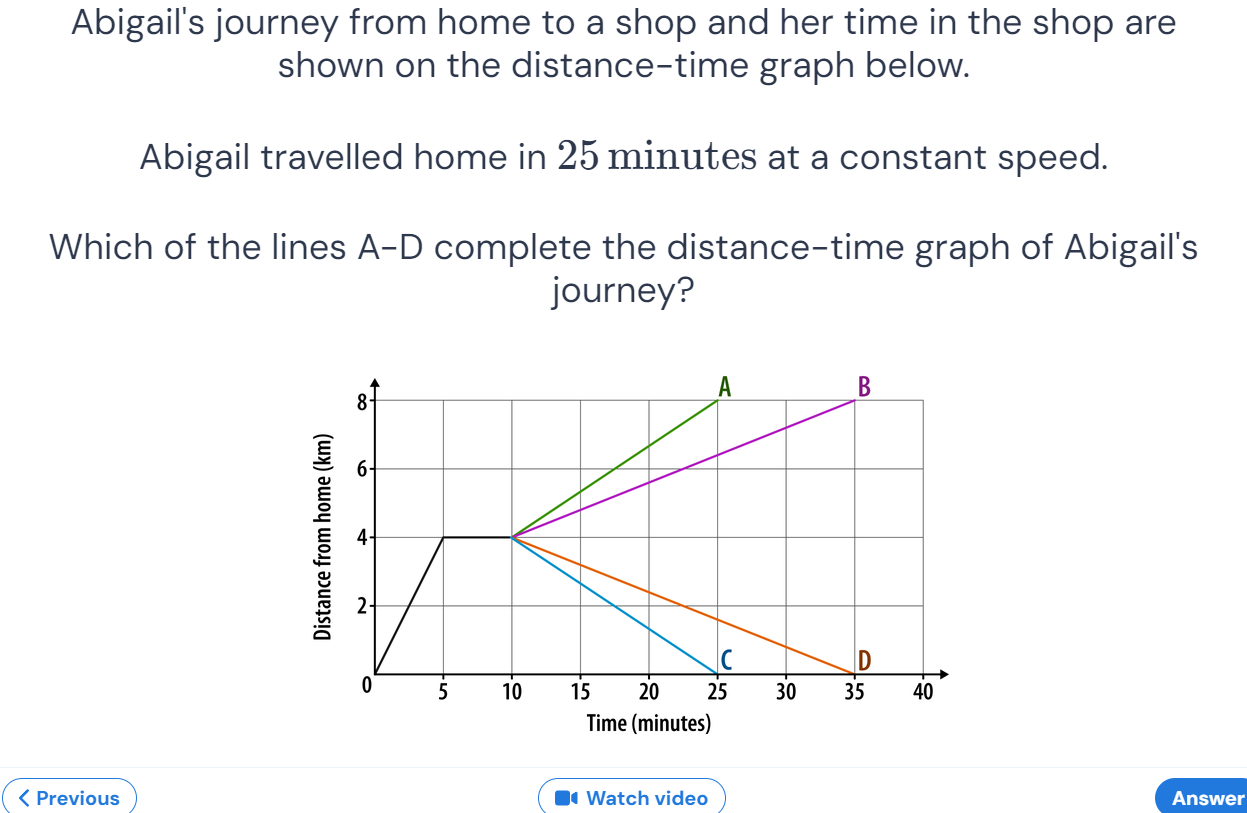 Abigail's journey from home to a shop and her time in the shop are
shown on the distance-time graph below.
Abigail travelled home in 25 minutes at a constant speed.
Which of the lines A-D complete the distance-time graph of Abigail's
journey?
A
B
8
6
4
2
Distance from home (km)
C
D
0
5
10
15
20
25
30
35
40
Time (minutes)
Previous
Watch video
Answer